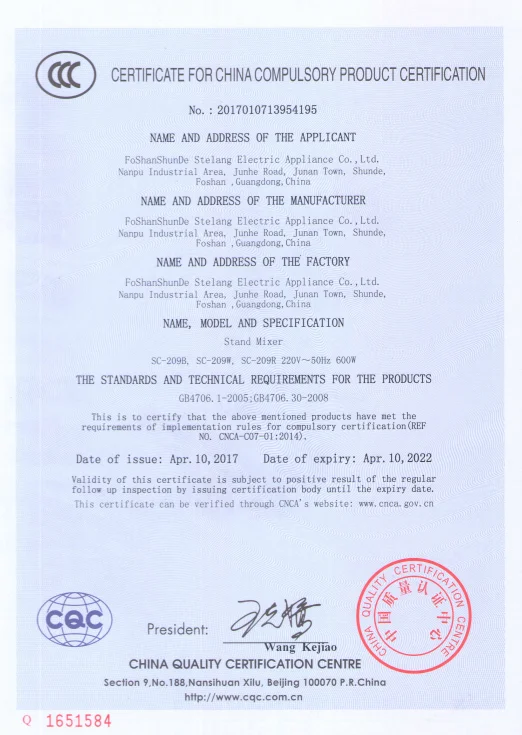 CERTIFICATE FOR CHINA COMPULSORY PRODUCT CERTIFICATION
No.: 2017010713954195
NAME AND ADDRESS OF THE APPLICANT
FoShanShunDe Stelang Electric Appliance Co.,Ltd.
Nanpu Industrial Area, Junhe Road, Junan Town, Shunde,
Foshan ,Guangdong,China
NAME AND ADDRESS OF THE MANUFACTURER
FoShanShunDe Stelang Electric Appliance Co.,Ltd.
Nanpu Industrial Area, Junhe Road, Junan Town, Shunde,
Foshan ,Guangdong,China
NAME AND ADDRESS OF THE FACTORY
FoShanShunDe Stelang Electric Appliance Co.,Ltd.
Nanpu Industrial Area, Junhe Road, Junan Town, Shunde,
Foshan ,Guangdong,China
NAME, MODEL AND SPECIFICATION
Stand Mixer
SC-209B, SC-209W, SC-209R 220V～50Hz 600W
THE STANDARDS AND TECHNICAL REQUIREMENTS FOR THE PRODUCTS
GB4706.1-2005;GB4706.30-2008
This is to certify that the above mentioned products have met the
requirements of implementation rules for compulsory certification(REF
NO. CNCA-C07-01:2014).
Date of issue: Apr.10,2017 Date of expiry: Apr.10,2022
Validity of this certificate is subject to positive result of the regular
follow up inspection by issuing certification body until the expiry date.
This certificate can be verified through CNCA's website: www.cnca.gov.cn
CHINA QUALITY CERTIFICATION CENTRE
中国质量认证中心
CQC
President:
Wang Kejiao
CHINA QUALITY CERTIFICATION CENTRE
Section 9,No.188,Nansihuan Xilu, Beijing 100070 P.R.China
http://www.cqc.com.cn
Q 1651584